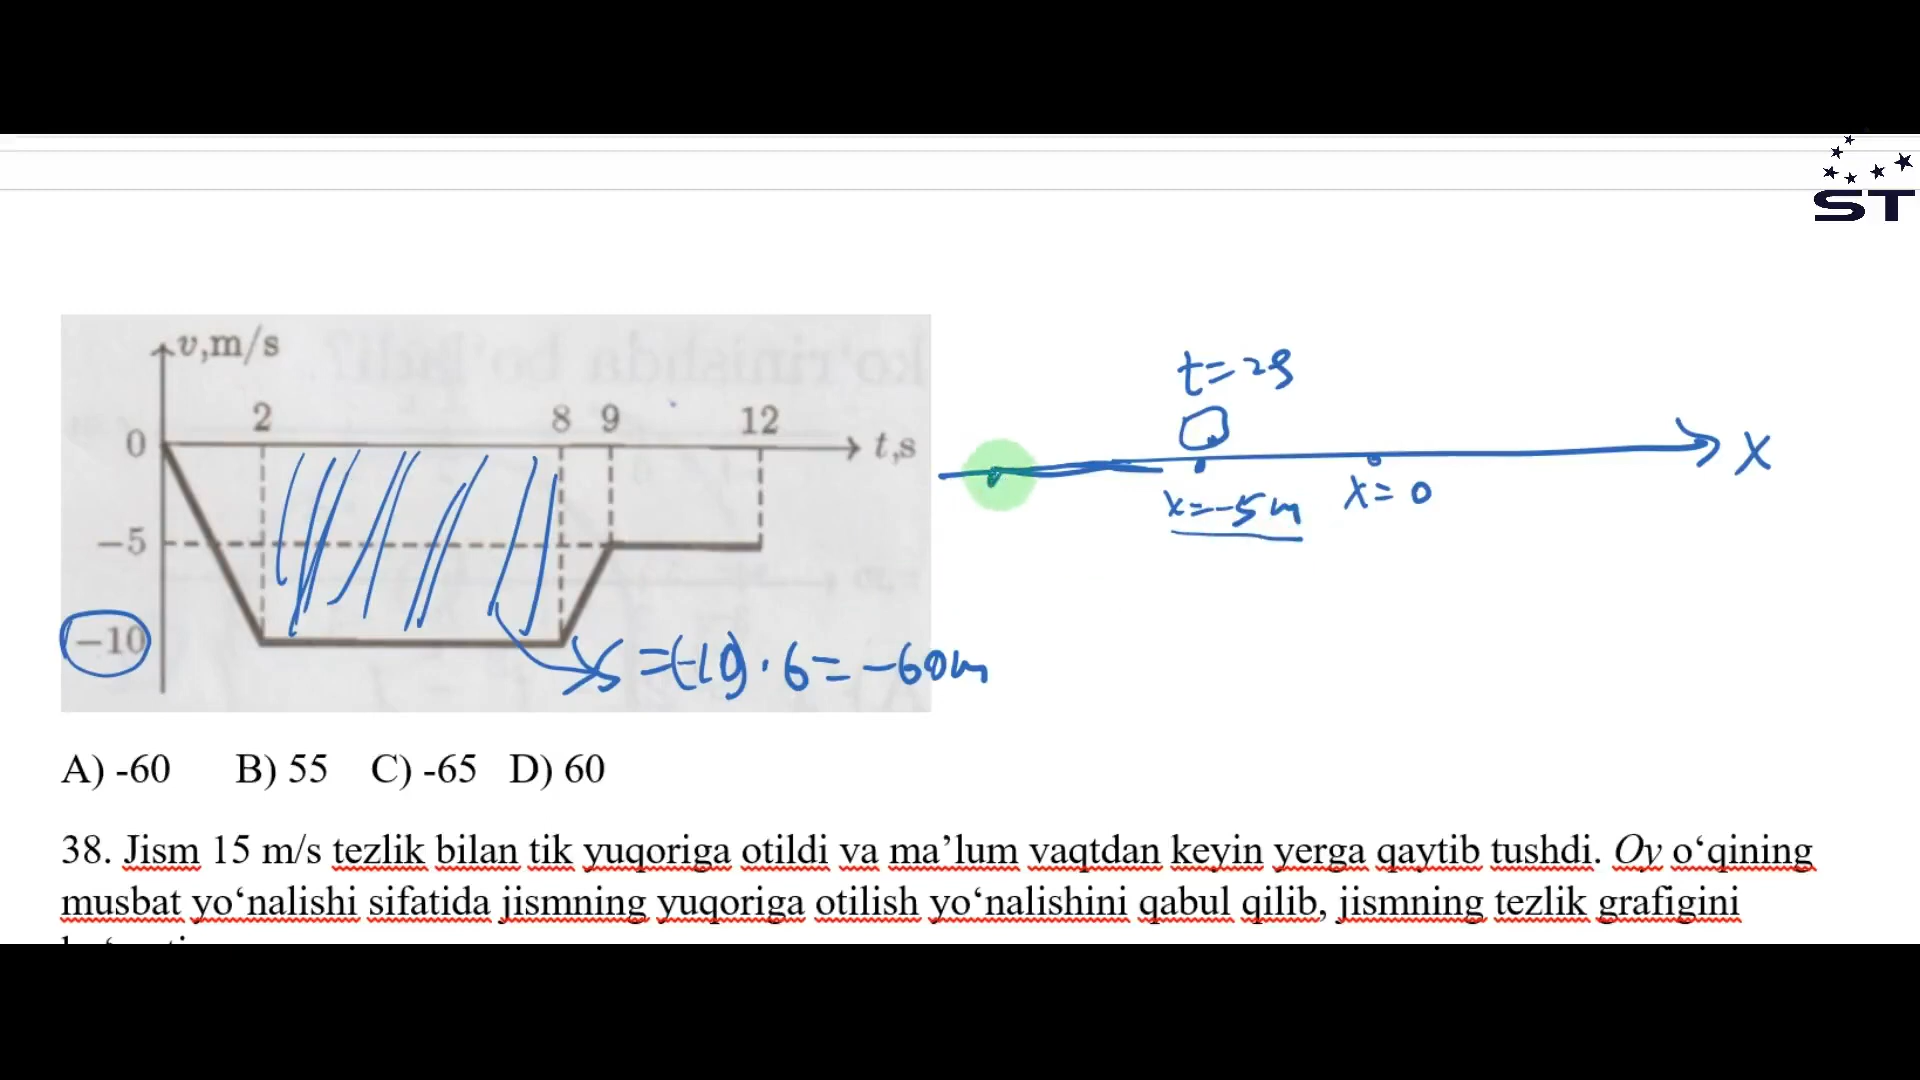 ST
v,m/s
t=2s
2 8 9 12
0 t,s
X
x=-5m x=0
-5
-10
S=(-10)·6=-60m
A) -60 B) 55 C) -65 D) 60
38. Jism 15 m/s tezlik bilan tik yuqoriga otildi va ma’lum vaqtdan keyin yerga qaytib tushdi. Oy o‘qining
musbat yo‘nalishi sifatida jismning yuqoriga otilish yo‘nalishini qabul qilib, jismning tezlik grafigini